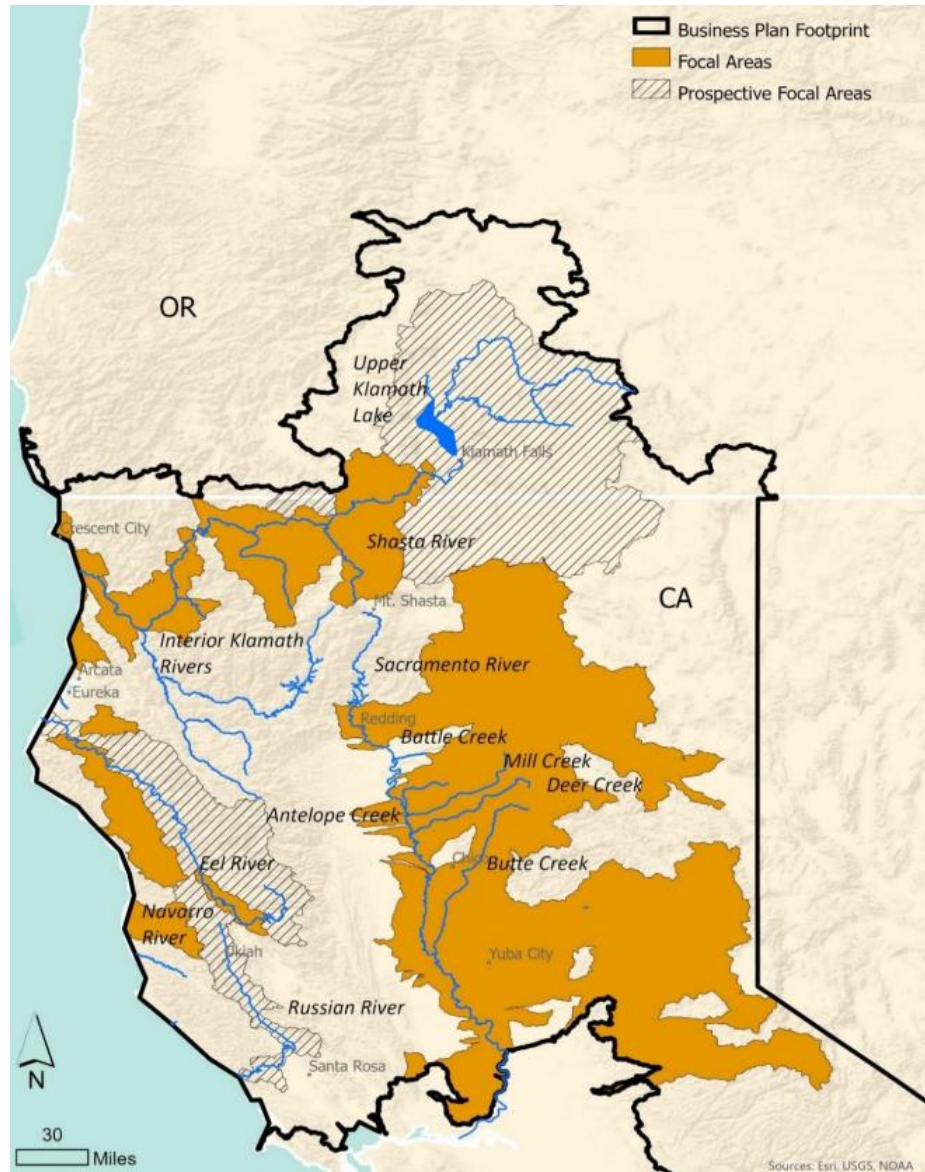 Business Plan Footprint
Focal Areas
Prospective Focal Areas
OR
Upper
Klamath
Lake
Klamath Falls
Crescent City
Shasta River
CA
Mt. Shasta
Interior Klamath
Rivers
Sacramento River
Arcata
Eureka
Redding
Battle Creek
Mill Creek
Deer Creek
Antelope Creek
Chico
Butte Creek
Eel River
Navarro
River
Ukiah
Yuba City
Russian River
Santa Rosa
N
30
Miles
Sources: Esri, USGS, NOAA